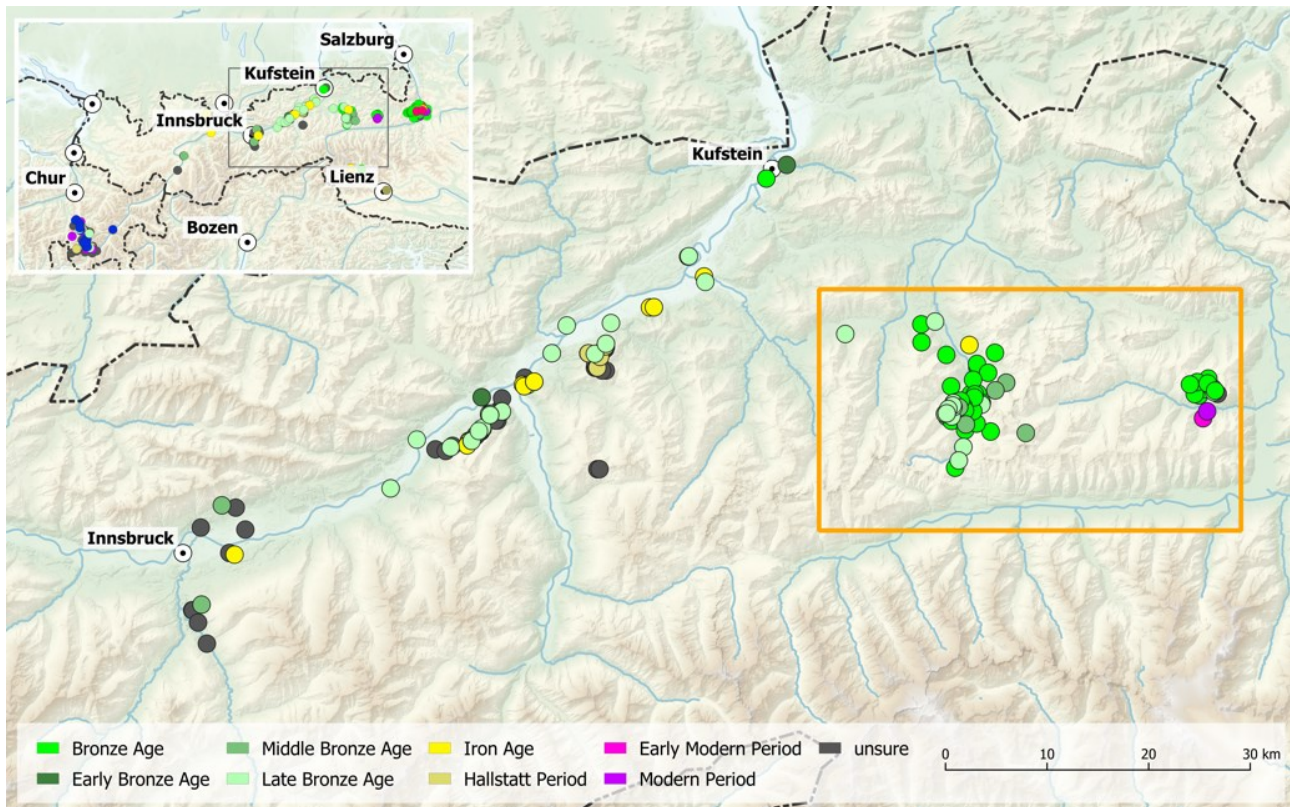 Salzburg
Kufstein
Innsbruck
Chur
Lienz
Bozen
Kufstein
Innsbruck
Bronze Age
Middle Bronze Age
Iron Age
Early Modern Period
unsure
Early Bronze Age
Late Bronze Age
Hallstatt Period
Modern Period
0 10 20 30 km